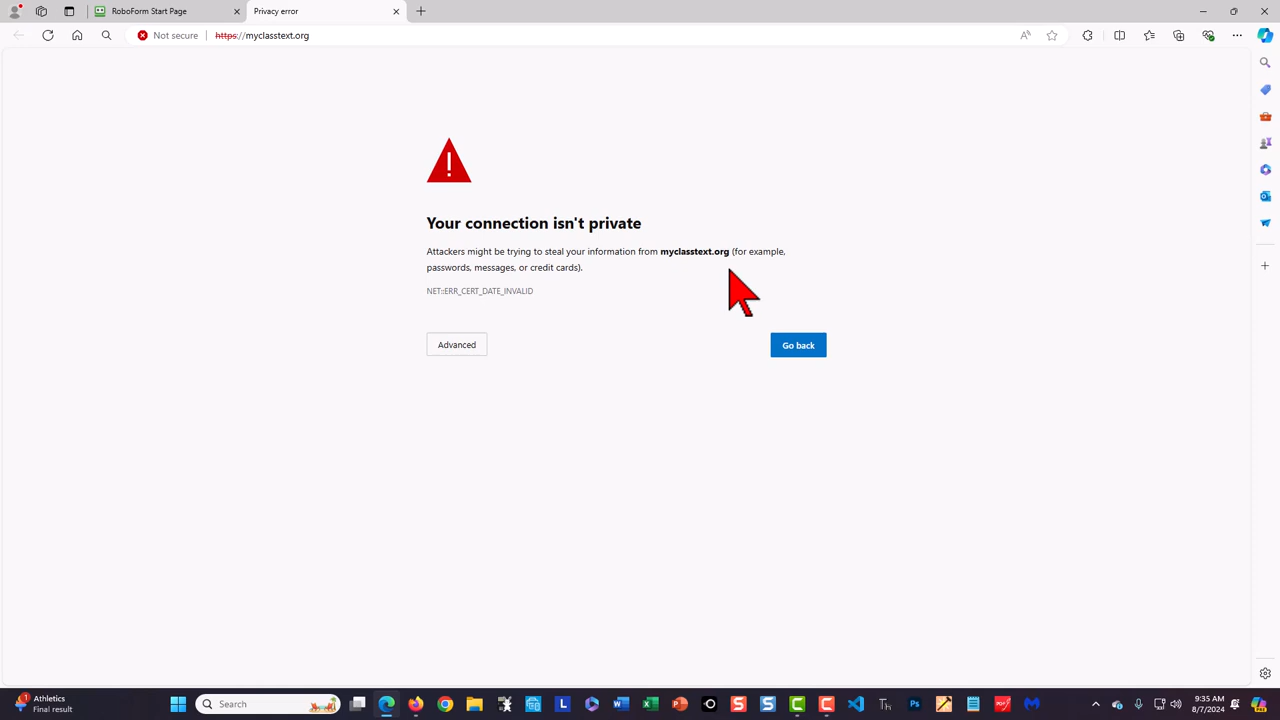 RoboForm Start Page
Privacy error
Not secure
https://myclasstext.org
Your connection isn't private
Attackers might be trying to steal your information from myclasstext.org (for example,
passwords, messages, or credit cards).
NET::ERR_CERT_DATE_INVALID
Advanced
Go back
1
Athletics
Final result
Search
9:35 AM
8/7/2024